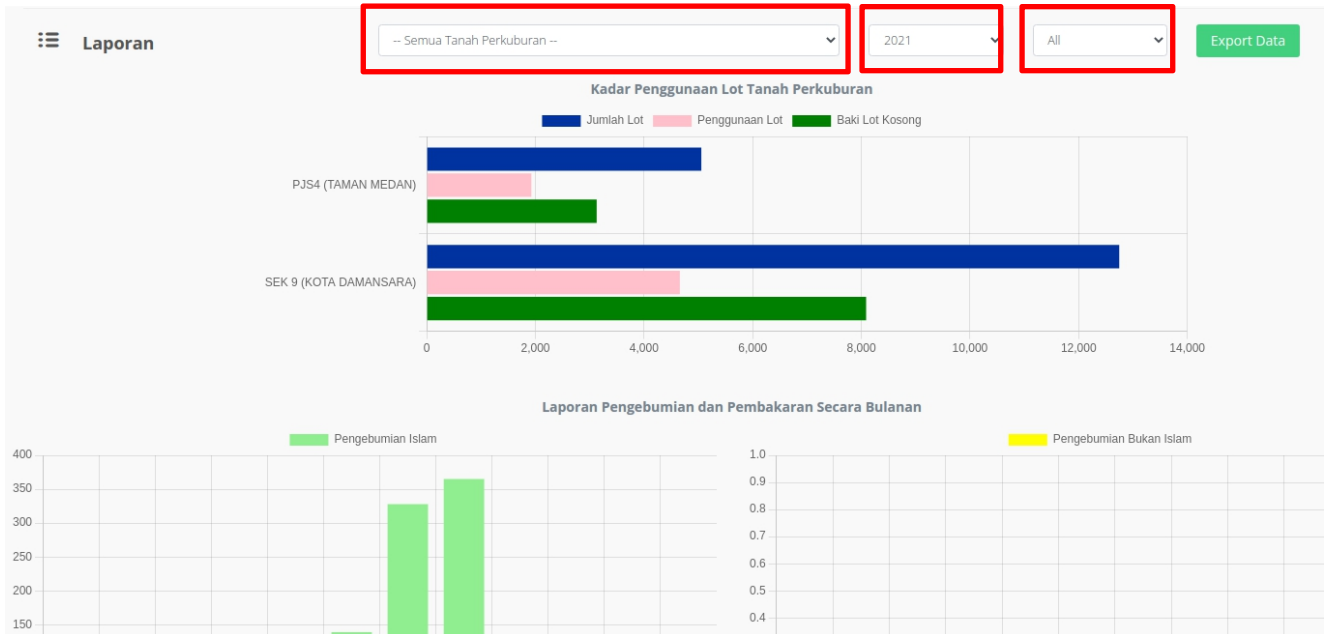 Laporan
-- Semua Tanah Perkuburan --
2021
All
Export Data
Kadar Penggunaan Lot Tanah Perkuburan
Jumlah Lot Penggunaan Lot Baki Lot Kosong
PJS4 (TAMAN MEDAN)
SEK 9 (KOTA DAMANSARA)
0 2,000 4,000 6,000 8,000 10,000 12,000 14,000
Laporan Pengebumian dan Pembakaran Secara Bulanan
Pengebumian Islam
400
350
300
250
200
150
Pengebumian Bukan Islam
1.0
0.9
0.8
0.7
0.6
0.5
0.4